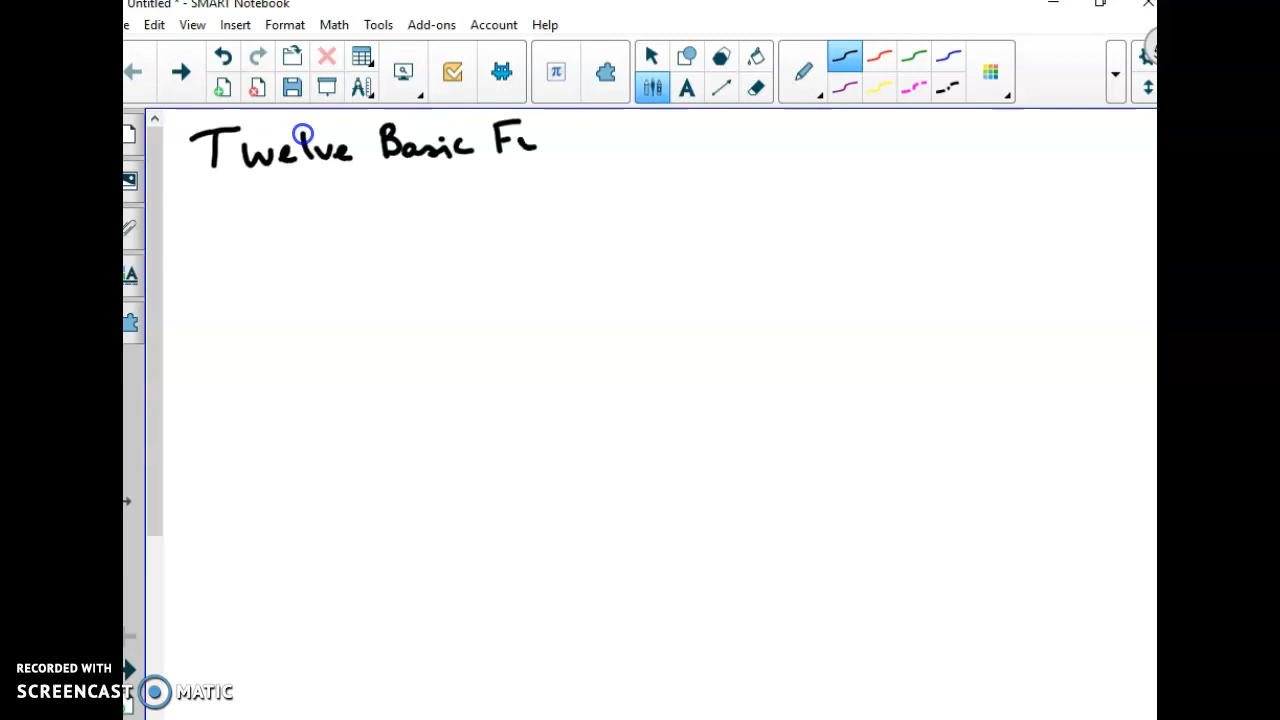 Untitled * - SMART Notebook
Edit View Insert Format Math Tools Add-ons Account Help
Twelve Basic Fu
RECORDED WITH
SCREENCAST MATIC